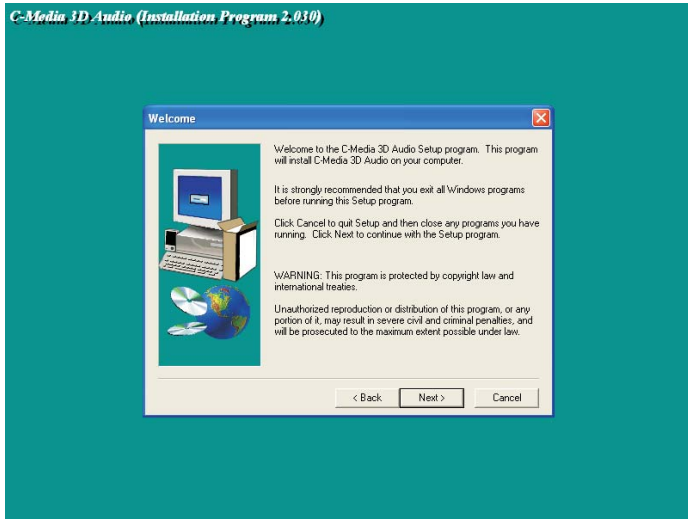 C-Media 3D Audio (Installation Program 2.030)
Welcome
Welcome to the C-Media 3D Audio Setup program. This program
will install C-Media 3D Audio on your computer.
It is strongly recommended that you exit all Windows programs
before running this Setup program.
Click Cancel to quit Setup and then close any programs you have
running. Click Next to continue with the Setup program.
WARNING: This program is protected by copyright law and
international treaties.
Unauthorized reproduction or distribution of this program, or any
portion of it, may result in severe civil and criminal penalties, and
will be prosecuted to the maximum extent possible under law.
< Back Next > Cancel